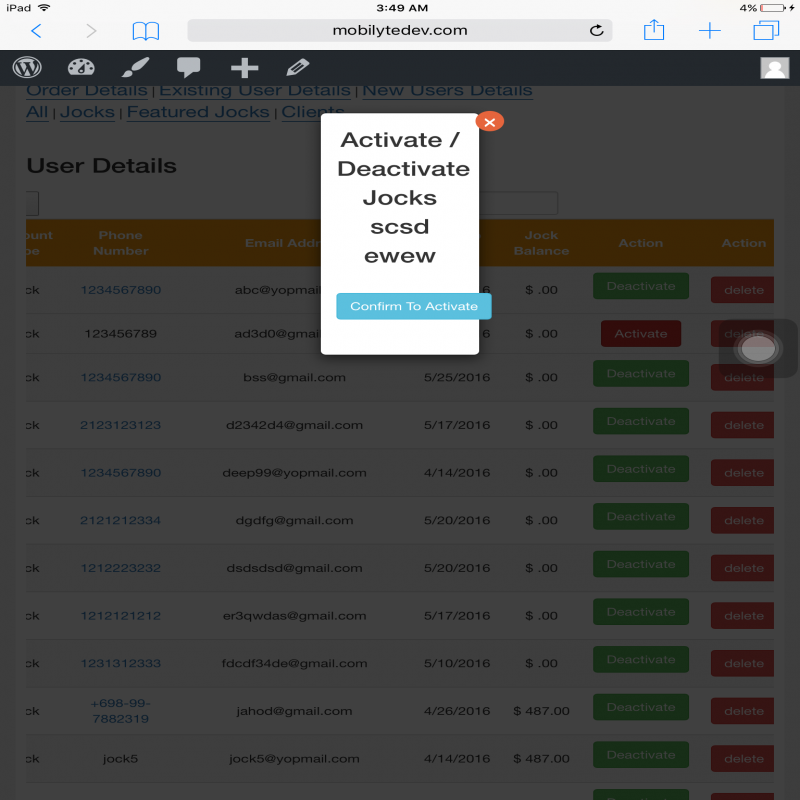 iPad 3:49 AM 4%
mobilytedev.com
Order Details | Existing User Details | New Users Details
All | Jocks | Featured Jocks | Clients
Activate /
Deactivate
Jocks
scsd
ewew
Confirm To Activate
User Details
Phone Number Email Jock Balance Action Action
ck 1234567890 6 $ .00 Deactivate delete
ck 123456789 6 $ .00 Activate delete
ck 1234567890 bss@gmail.com 5/25/2016 $ .00 Deactivate delete
ck 2123123123 d2342d4@gmail.com 5/17/2016 $ .00 Deactivate delete
ck 1234567890 deep99@yopmail.com 4/14/2016 $ .00 Deactivate delete
ck 2121212334 dgdfg@gmail.com 5/20/2016 $ .00 Deactivate delete
ck 1212223232 dsdsdsd@gmail.com 5/20/2016 $ .00 Deactivate delete
ck 1212121212 er3qwdas@gmail.com 5/17/2016 $ .00 Deactivate delete
ck 1231312333 fdcdf34de@gmail.com 5/10/2016 $ .00 Deactivate delete
ck +698-99-7882319 jahod@gmail.com 4/26/2016 $ 487.00 Deactivate delete
ck jock5 jock5@yopmail.com 4/14/2016 $ 487.00 Deactivate delete